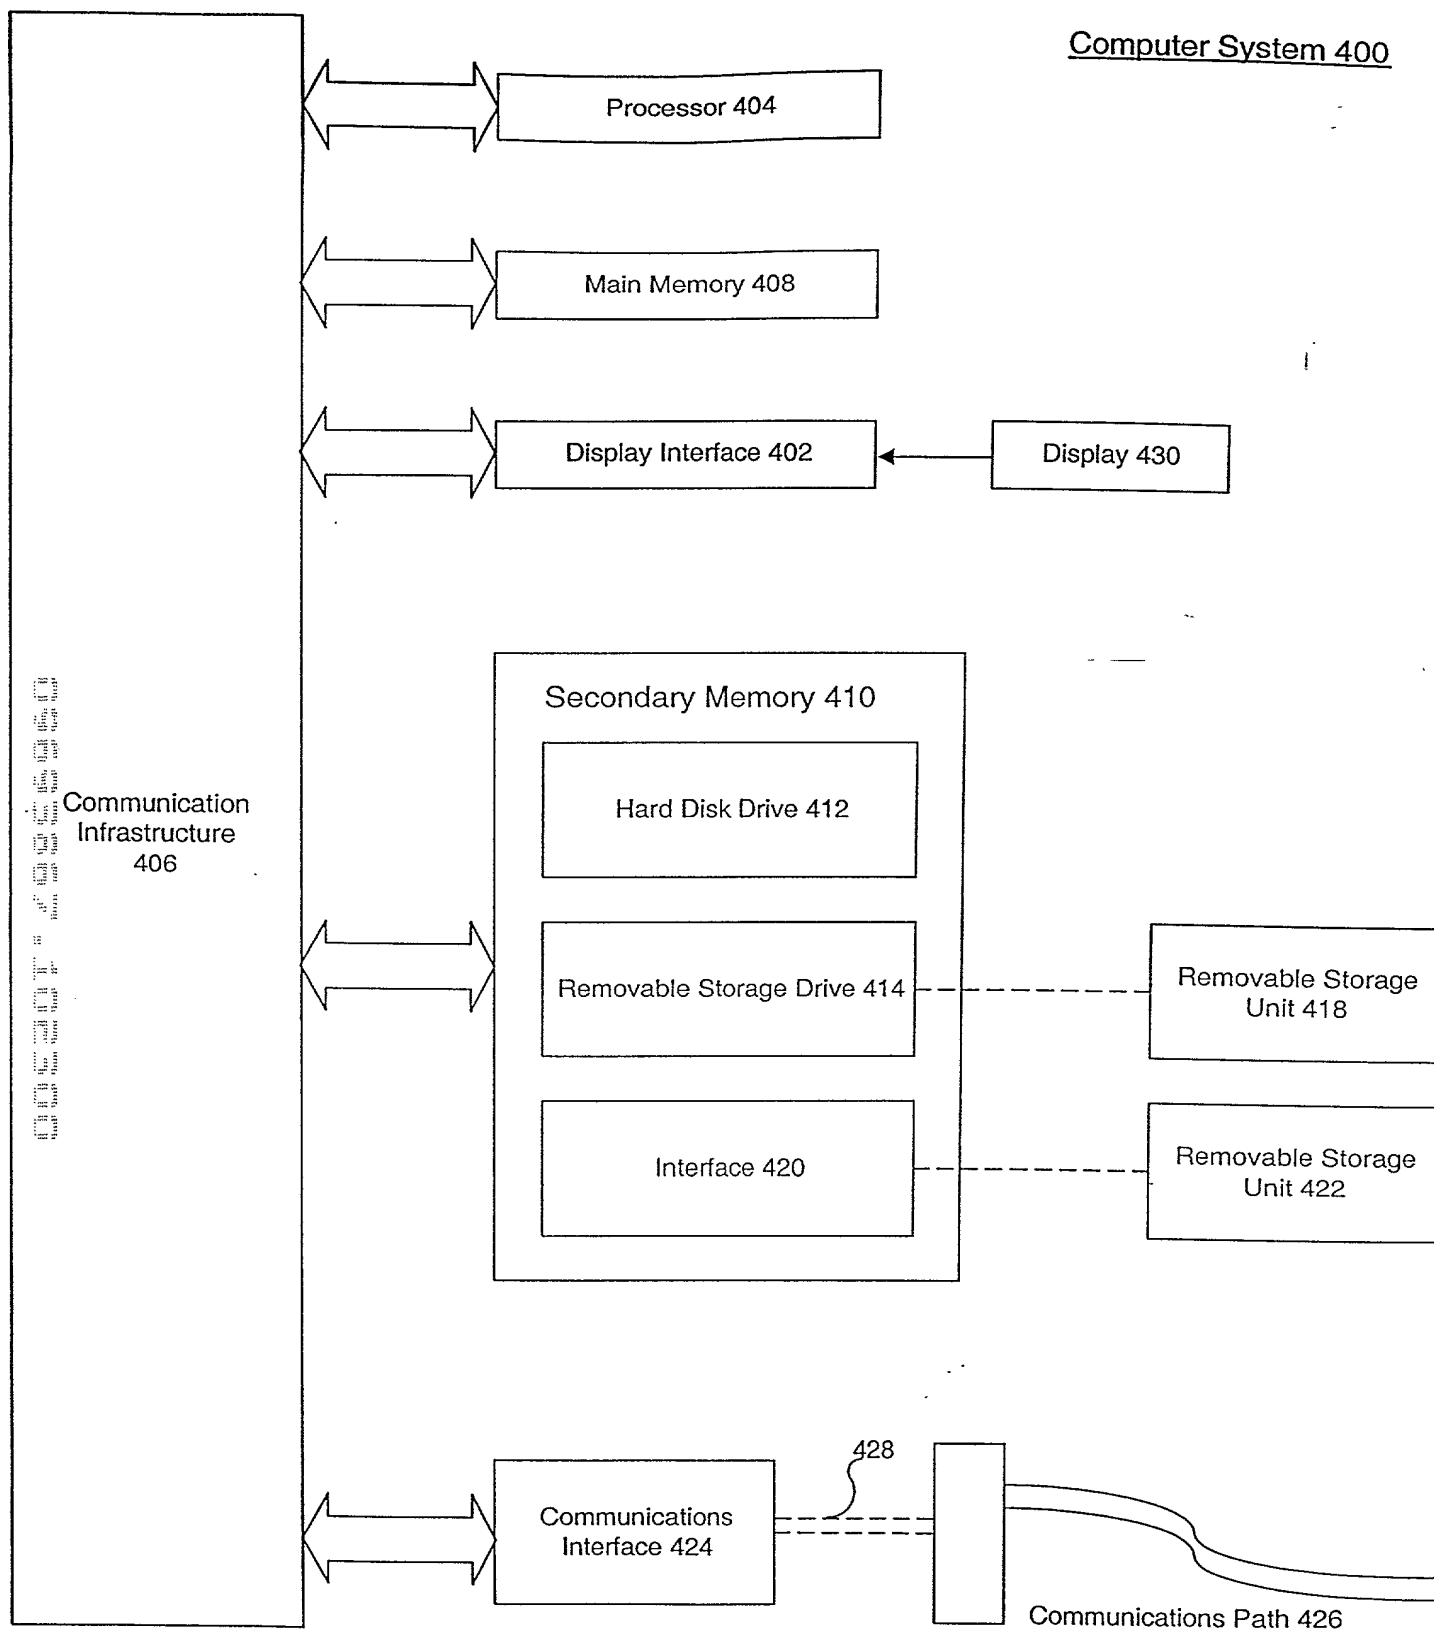 Computer System 400
Processor 404
Main Memory 408
Display Interface 402
Display 430
Secondary Memory 410
Hard Disk Drive 412
Communication
Infrastructure
406
Removable Storage Drive 414
Removable Storage
Unit 418
Interface 420
Removable Storage
Unit 422
428
Communications
Interface 424
Communications Path 426